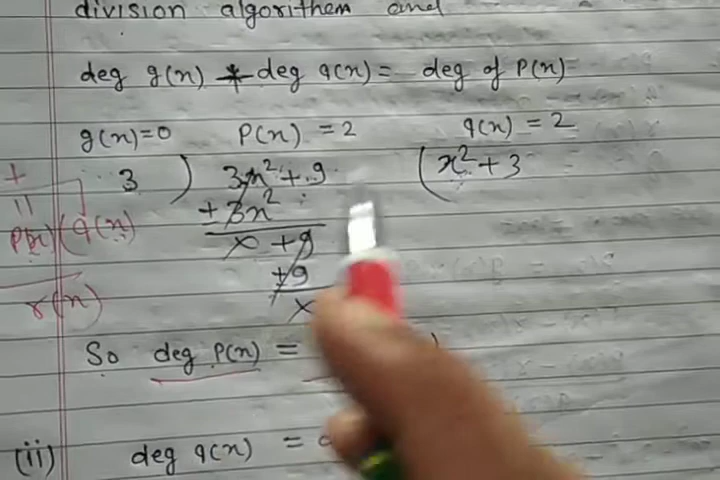 division algorithem and
deg g(x) + deg q(x) = deg of P(x)
g(x)=0 P(x) = 2 q(x) = 2
3 ) 3x² + 9 ( x² + 3
+ 3x²
x + 9
+9
x
g(x)
r(x)
So deg P(x) =
(ii) deg q(x) =